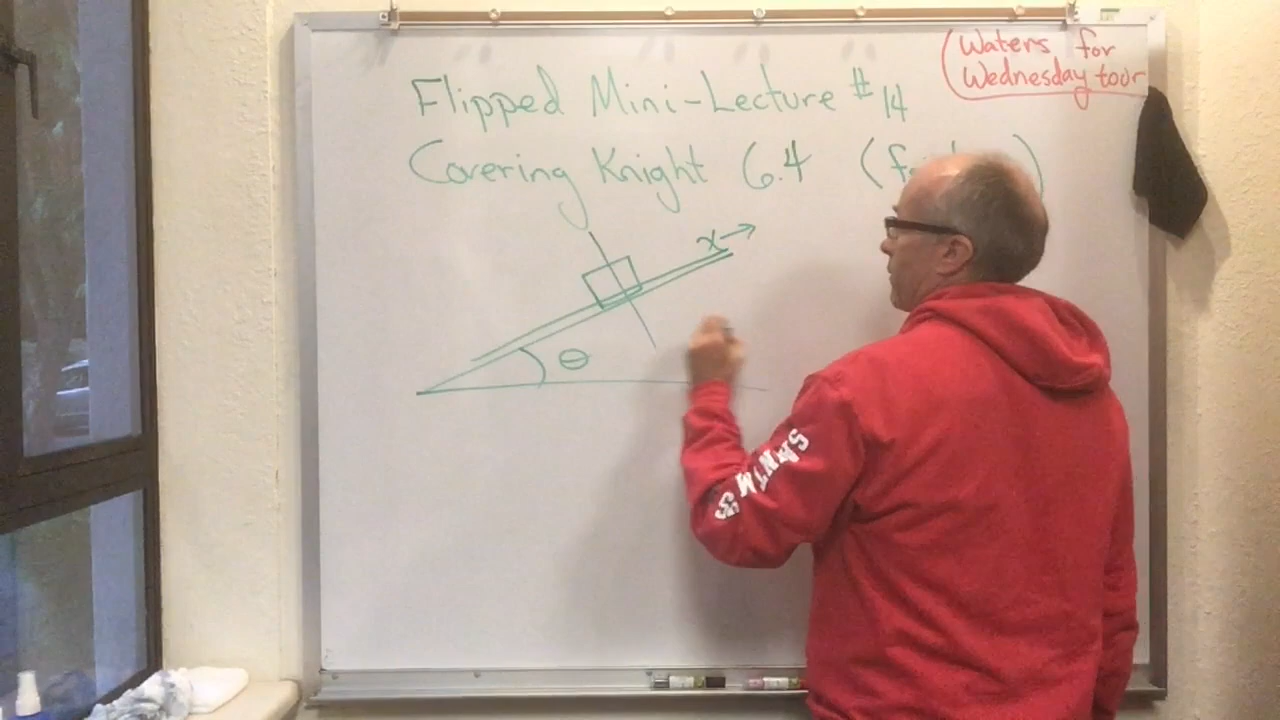 (Waters for
Wednesday tour
Flipped Mini-Lecture # 14
Covering Knight 6.4
x →
θ